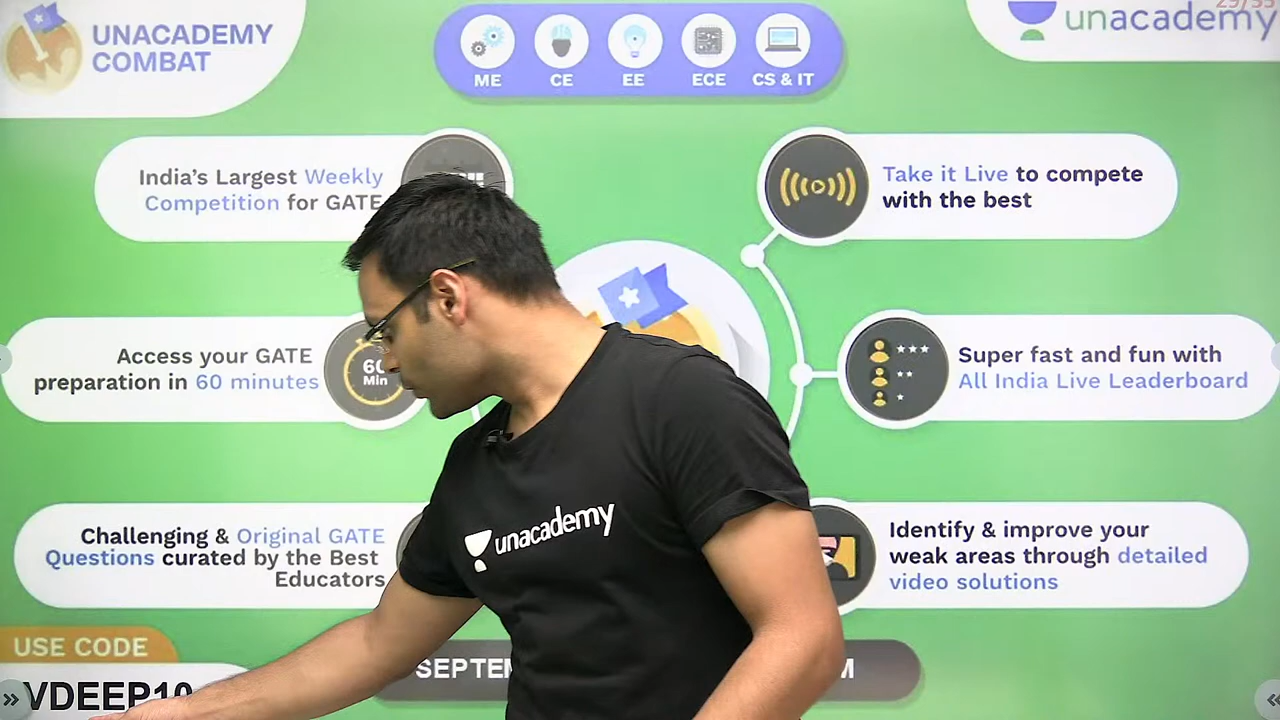 29/55
UNACADEMY
COMBAT
ME
CE
EE
ECE
CS & IT
unacademy
India's Largest Weekly
Competition for GATE
Take it Live to compete
with the best
Access your GATE
preparation in 60 minutes
60
Min
Super fast and fun with
All India Live Leaderboard
Challenging & Original GATE
Questions curated by the Best
Educators
unacademy
Identify & improve your
weak areas through detailed
video solutions
USE CODE
VDEEP10